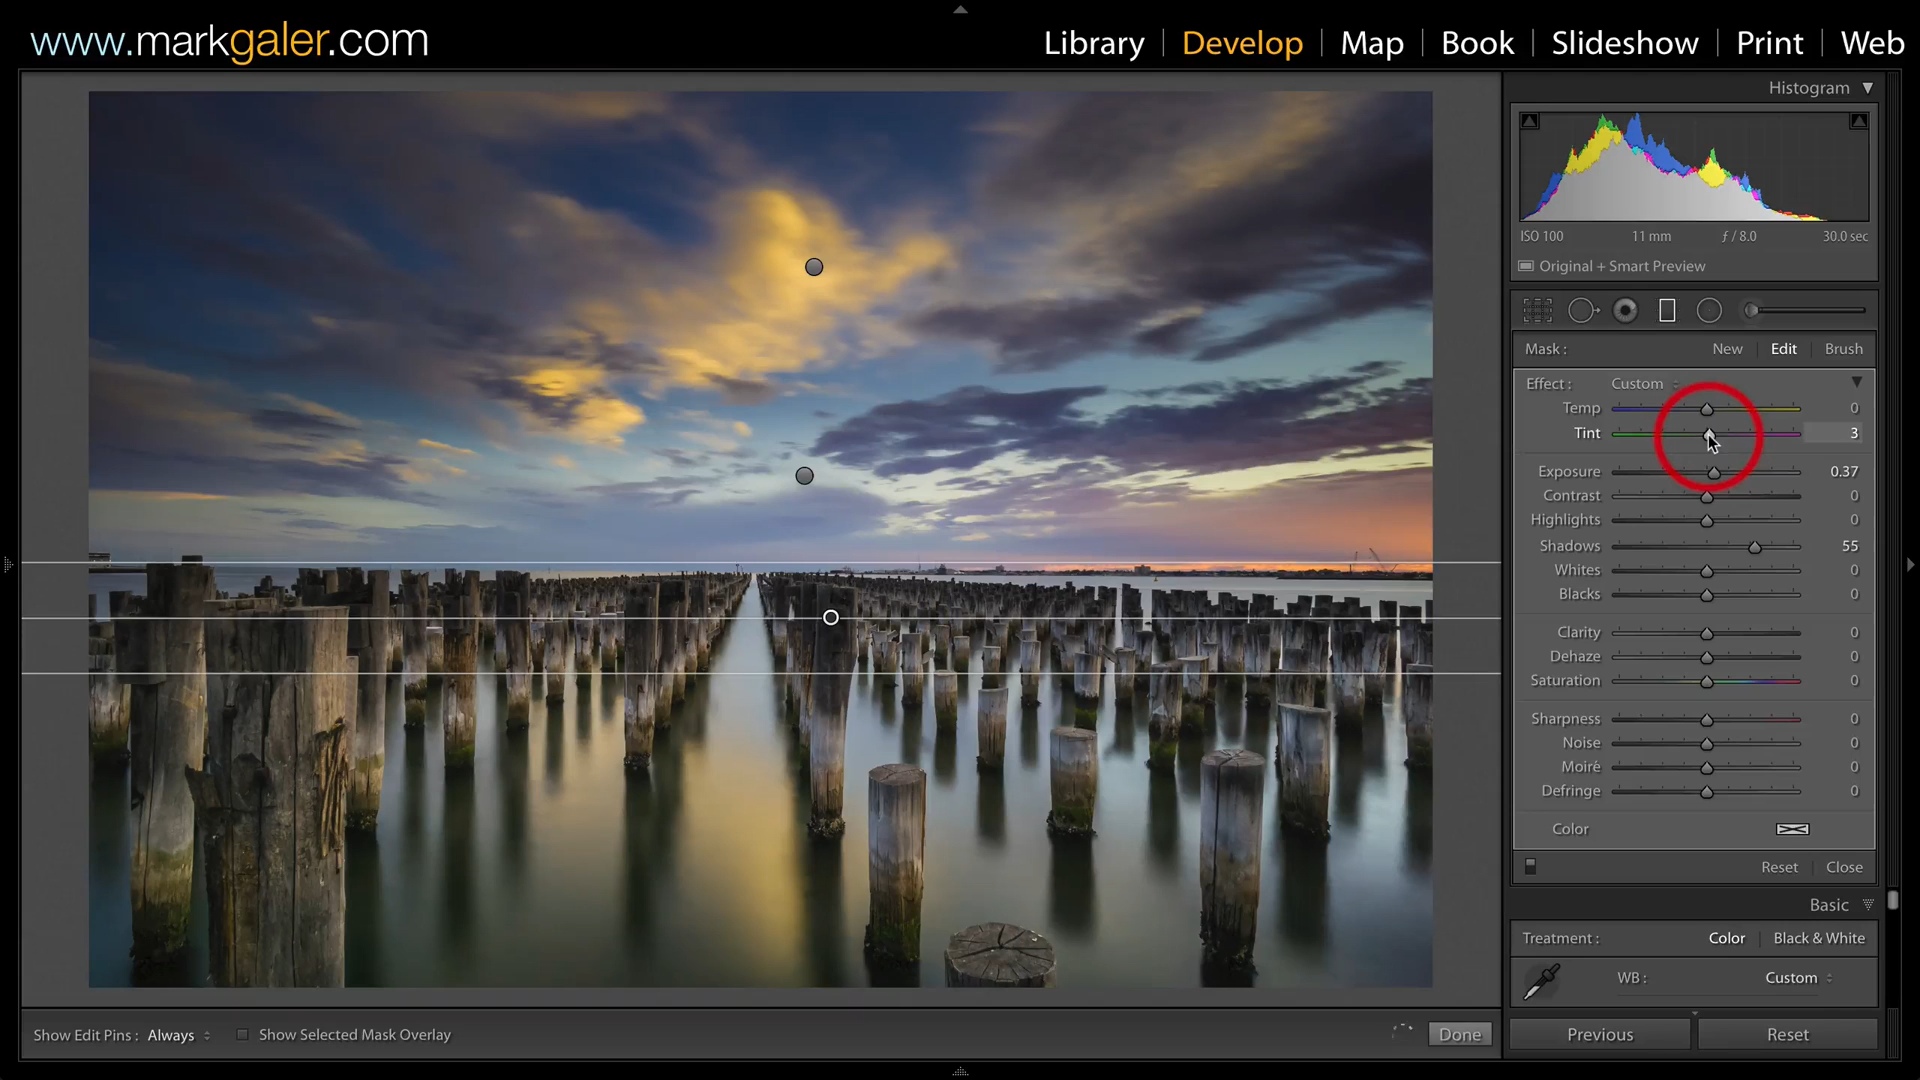 www.markgaler.com
Library | Develop | Map | Book | Slideshow | Print | Web
Histogram
ISO 100 11 mm ƒ / 8.0 30.0 sec
Original + Smart Preview
Mask : New | Edit | Brush
Effect : Custom
Temp 0
Tint 3
Exposure 0.37
Contrast 0
Highlights 0
Shadows 55
Whites 0
Blacks 0
Clarity 0
Dehaze 0
Saturation 0
Sharpness 0
Noise 0
Moiré 0
Defringe 0
Color
Reset | Close
Basic
Treatment : Color | Black & White
WB : Custom
Show Edit Pins : Always Show Selected Mask Overlay Done Previous Reset